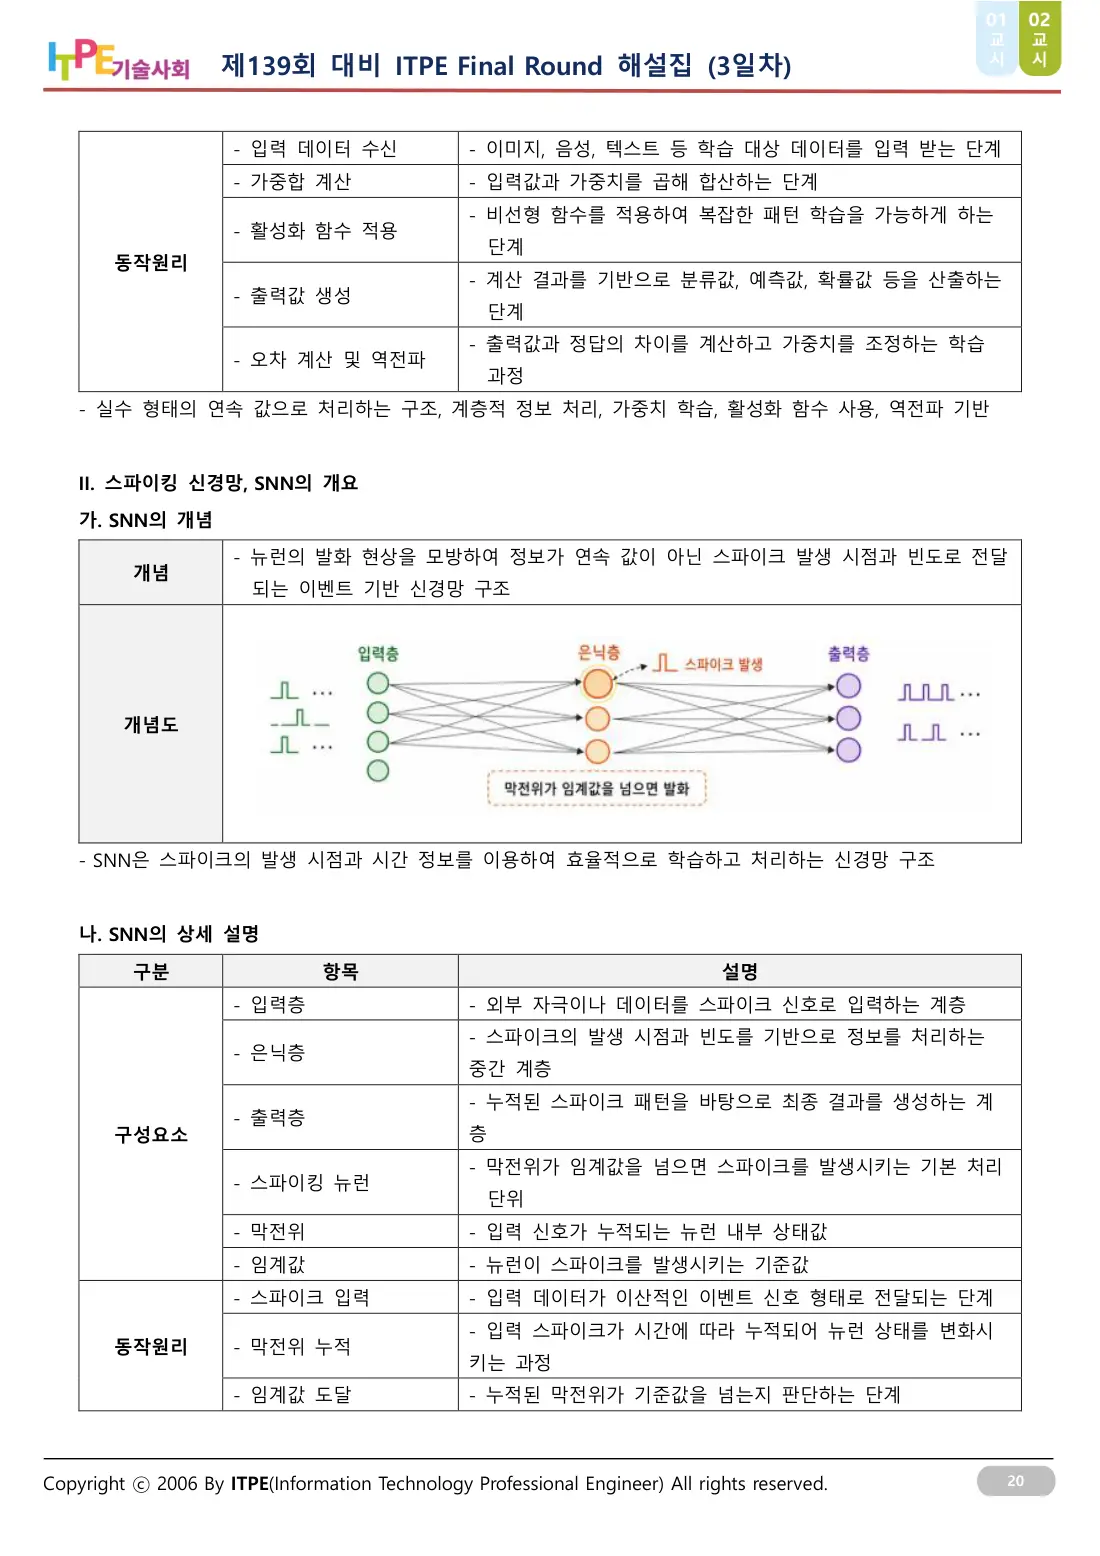 ITPE기술사회 제139회 대비 ITPE Final Round 해설집 (3일차)
01 교시
02 교시
동작원리
- 입력 데이터 수신
- 이미지, 음성, 텍스트 등 학습 대상 데이터를 입력 받는 단계
- 가중합 계산
- 입력값과 가중치를 곱해 합산하는 단계
- 활성화 함수 적용
- 비선형 함수를 적용하여 복잡한 패턴 학습을 가능하게 하는
단계
- 출력값 생성
- 계산 결과를 기반으로 분류값, 예측값, 확률값 등을 산출하는
단계
- 오차 계산 및 역전파
- 출력값과 정답의 차이를 계산하고 가중치를 조정하는 학습
과정
- 실수 형태의 연속 값으로 처리하는 구조, 계층적 정보 처리, 가중치 학습, 활성화 함수 사용, 역전파 기반
II. 스파이킹 신경망, SNN의 개요
가. SNN의 개념
개념
- 뉴런의 발화 현상을 모방하여 정보가 연속 값이 아닌 스파이크 발생 시점과 빈도로 전달
되는 이벤트 기반 신경망 구조
개념도
입력층
은닉층
스파이크 발생
출력층
막전위가 임계값을 넘으면 발화
- SNN은 스파이크의 발생 시점과 시간 정보를 이용하여 효율적으로 학습하고 처리하는 신경망 구조
나. SNN의 상세 설명
구분 항목 설명
구성요소
- 입력층
- 외부 자극이나 데이터를 스파이크 신호로 입력하는 계층
- 은닉층
- 스파이크의 발생 시점과 빈도를 기반으로 정보를 처리하는
중간 계층
- 출력층
- 누적된 스파이크 패턴을 바탕으로 최종 결과를 생성하는 계
층
- 스파이킹 뉴런
- 막전위가 임계값을 넘으면 스파이크를 발생시키는 기본 처리
단위
- 막전위
- 입력 신호가 누적되는 뉴런 내부 상태값
- 임계값
- 뉴런이 스파이크를 발생시키는 기준값
동작원리
- 스파이크 입력
- 입력 데이터가 이산적인 이벤트 신호 형태로 전달되는 단계
- 막전위 누적
- 입력 스파이크가 시간에 따라 누적되어 뉴런 상태를 변화시
키는 과정
- 임계값 도달
- 누적된 막전위가 기준값을 넘는지 판단하는 단계
Copyright ⓒ 2006 By ITPE(Information Technology Professional Engineer) All rights reserved.
20